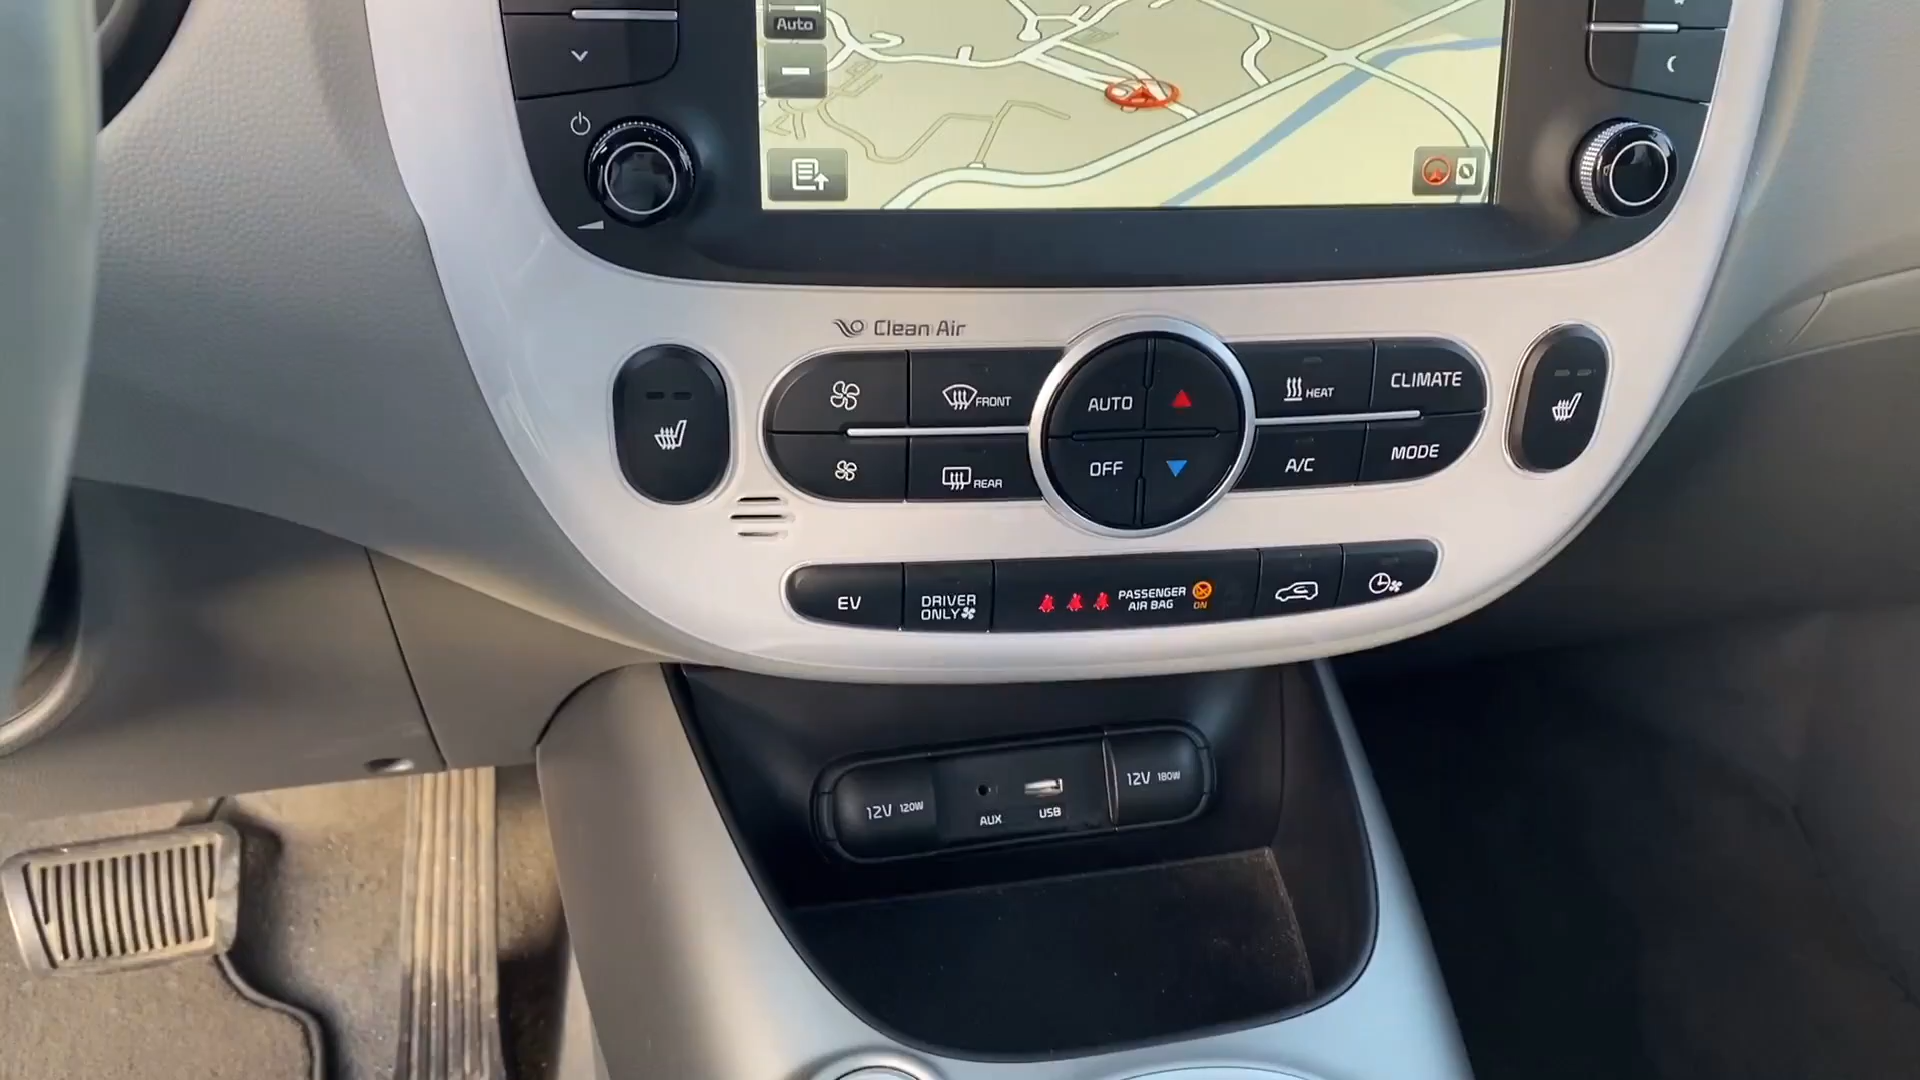 Auto
Clean Air
FRONT
AUTO
HEAT
CLIMATE
REAR
OFF
A/C
MODE
EV
DRIVER
ONLY
PASSENGER
AIR BAG
ON
12V 120W
AUX
USB
12V 180W